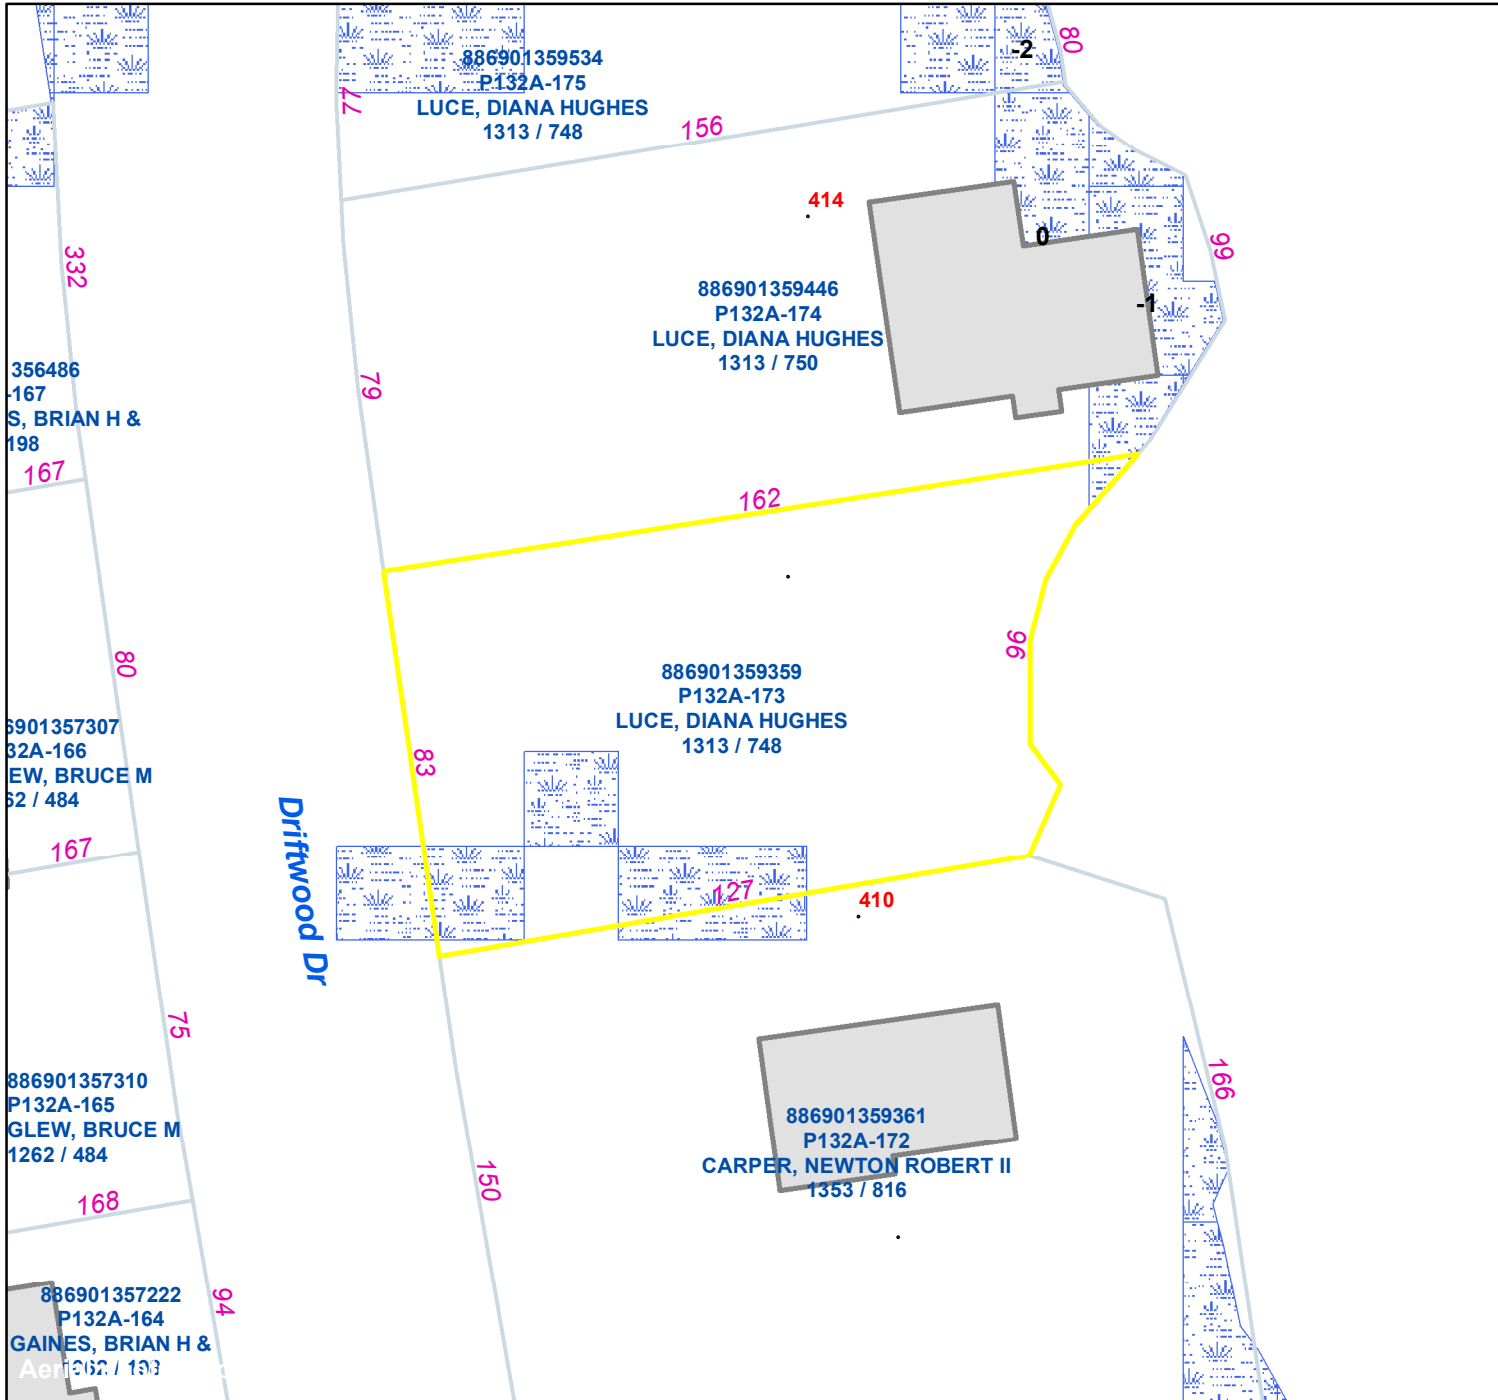 80
-2
886901359534
P132A-175
LUCE, DIANA HUGHES
1313 / 748
77
156
414
0
99
332
886901359446
P132A-174
LUCE, DIANA HUGHES
1313 / 750
-1
79
356486
-167
S, BRIAN H &
198
167
162
96
80
886901359359
P132A-173
LUCE, DIANA HUGHES
1313 / 748
6901357307
32A-166
EW, BRUCE M
62 / 484
83
167
Driftwood Dr
127
410
75
886901357310
P132A-165
GLEW, BRUCE M
1262 / 484
166
886901359361
P132A-172
CARPER, NEWTON ROBERT II
1353 / 816
150
168
94
886901357222
P132A-164
GAINES, BRIAN H &